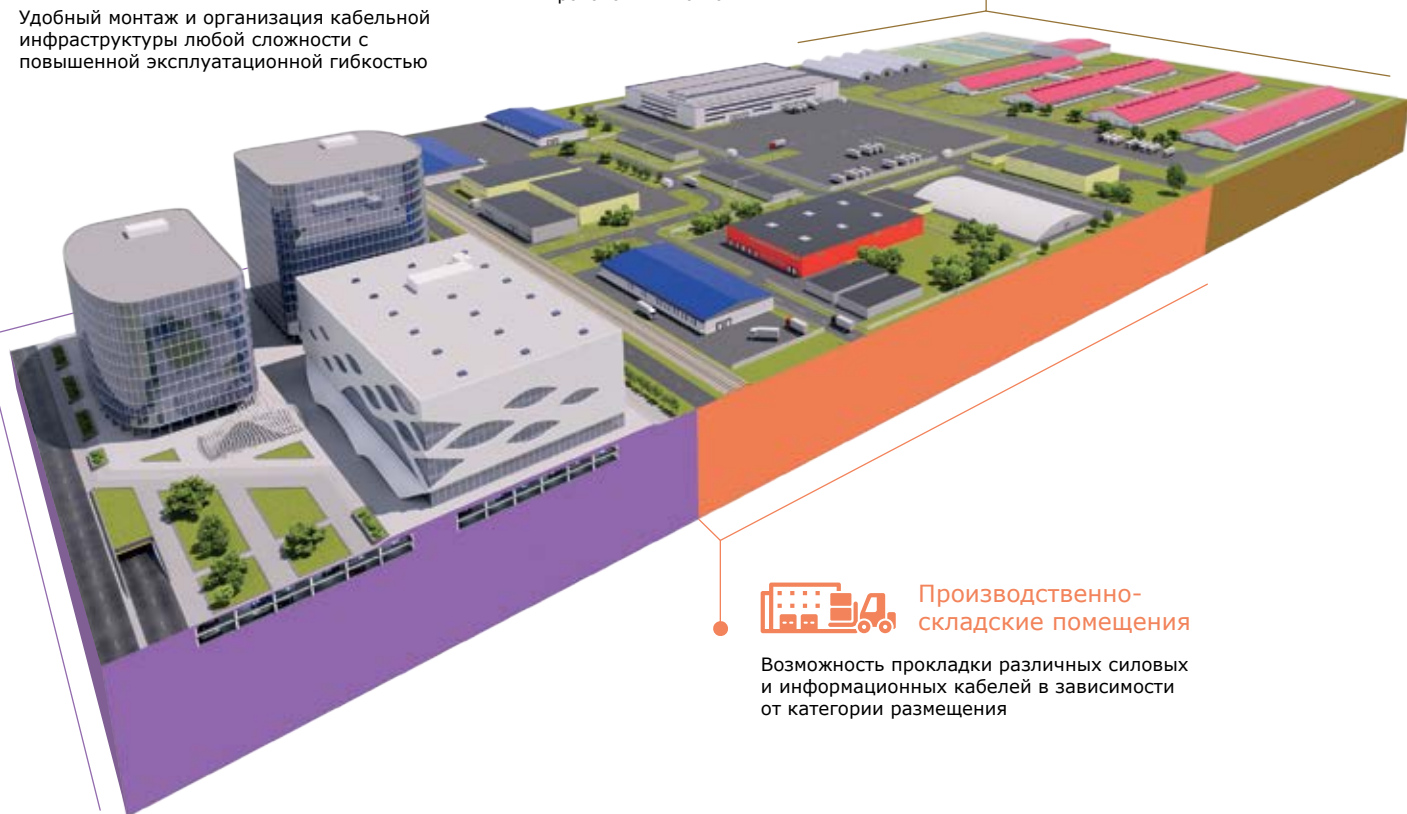 Удобный монтаж и организация кабельной
инфраструктуры любой сложности с
повышенной эксплуатационной гибкостью
Производственно-
складские помещения
Возможность прокладки различных силовых
и информационных кабелей в зависимости
от категории размещения